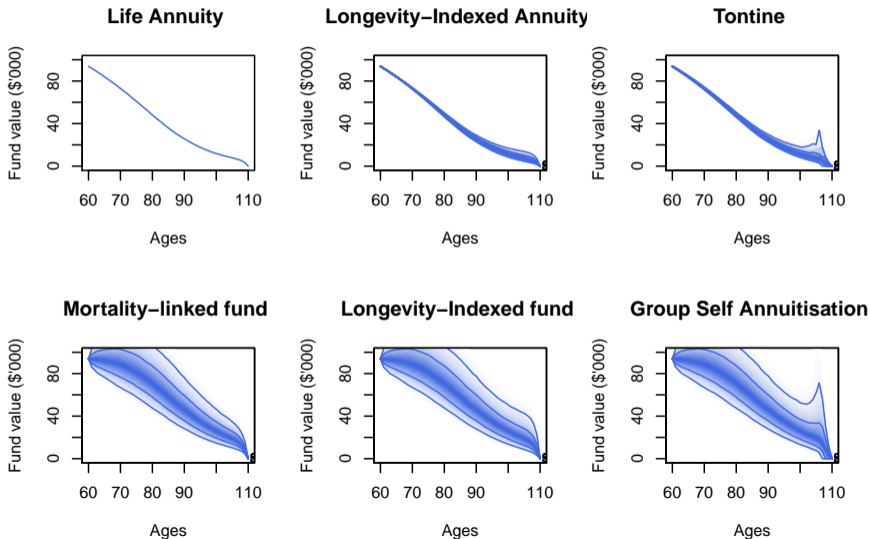 Life Annuity
Fund value ($'000)
0 40 80
60 70 80 90 110
Ages
Longevity−Indexed Annuity
Fund value ($'000)
0 40 80
60 70 80 90 110
Ages
Tontine
Fund value ($'000)
0 40 80
60 70 80 90 110
Ages
Mortality−linked fund
Fund value ($'000)
0 40 80
60 70 80 90 110
Ages
Longevity−Indexed fund
Fund value ($'000)
0 40 80
60 70 80 90 110
Ages
Group Self Annuitisation
Fund value ($'000)
0 40 80
60 70 80 90 110
Ages